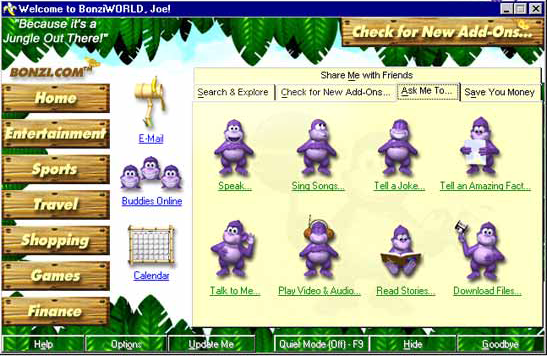 Welcome to BonziWORLD, Joe!
"Because it's a
Jungle Out There!"
Check for New Add-Ons...
BONZI.COM™
Home
Entertainment
Sports
Travel
Shopping
Games
Finance
E-Mail
Buddies Online
Calendar
Share Me with Friends
Search & Explore
Check for New Add-Ons...
Ask Me To...
Save You Money
Speak...
Sing Songs...
Tell a Joke...
Tell an Amazing Fact...
Talk to Me...
Play Video & Audio...
Read Stories...
Download Files...
Help
Options
Update Me
Quiet Mode (Off) - F9
Hide
Goodbye